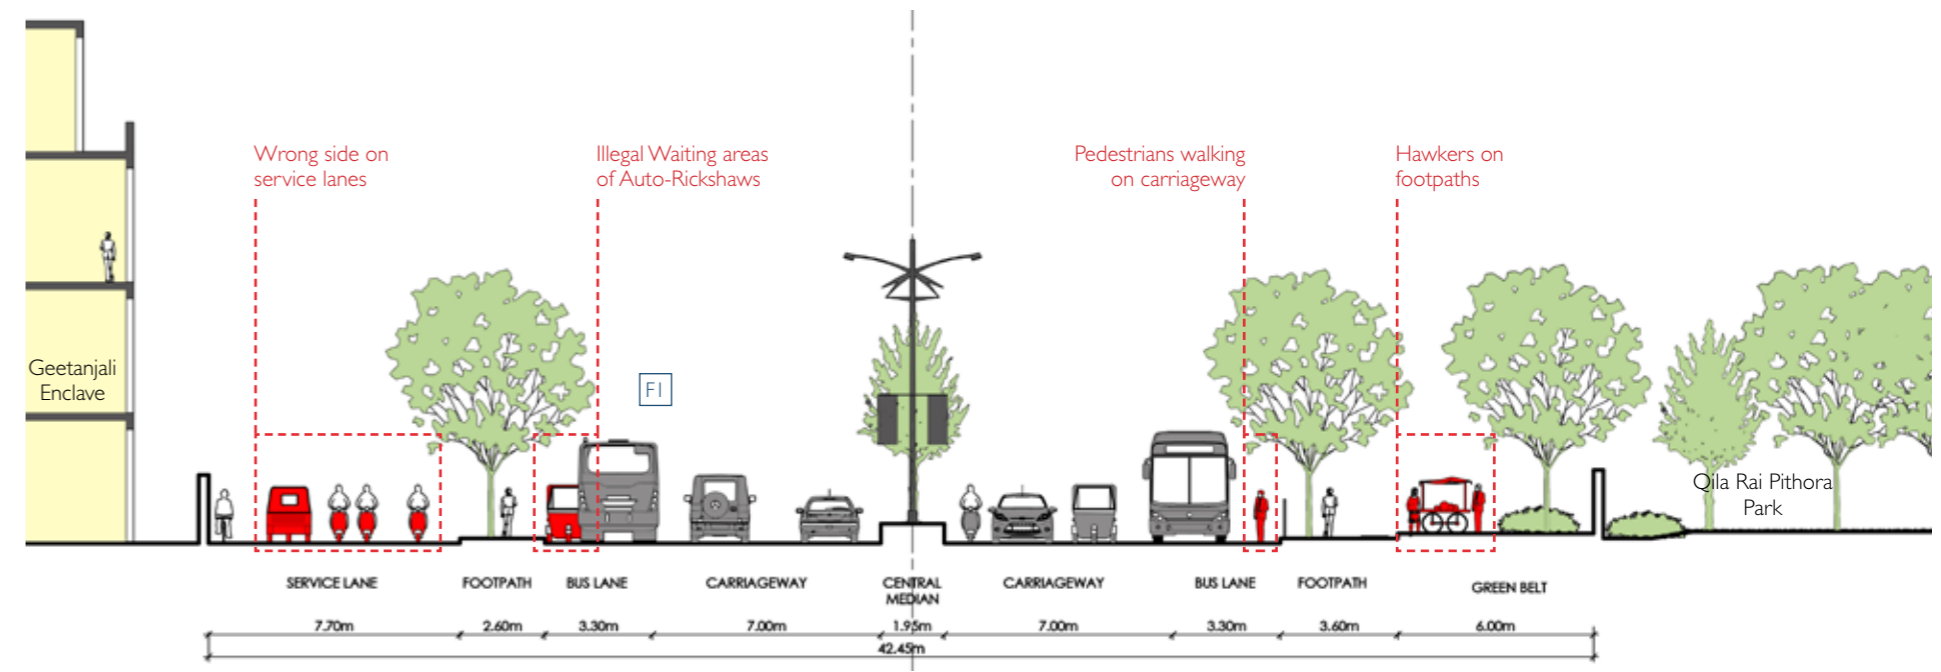 Wrong side on
service lanes
Illegal Waiting areas
of Auto-Rickshaws
Pedestrians walking
on carriageway
Hawkers on
footpaths
Geetanjali
Enclave
F1
Qila Rai Pithora
Park
SERVICE LANE
FOOTPATH
BUS LANE
CARRIAGEWAY
CENTRAL
MEDIAN
CARRIAGEWAY
BUS LANE
FOOTPATH
GREEN BELT
7.70m
2.60m
3.30m
7.00m
1.95m
7.00m
3.30m
3.60m
6.00m
42.45m